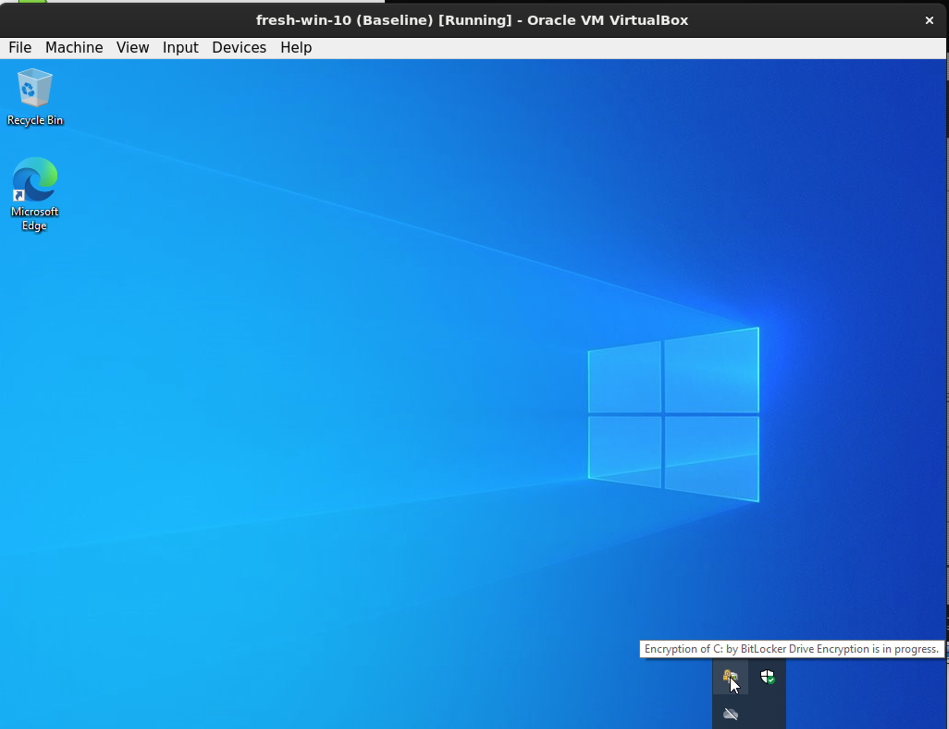 fresh-win-10 (Baseline) [Running] - Oracle VM VirtualBox
File Machine View Input Devices Help
Recycle Bin
Microsoft
Edge
Encryption of C: by BitLocker Drive Encryption is in progress.